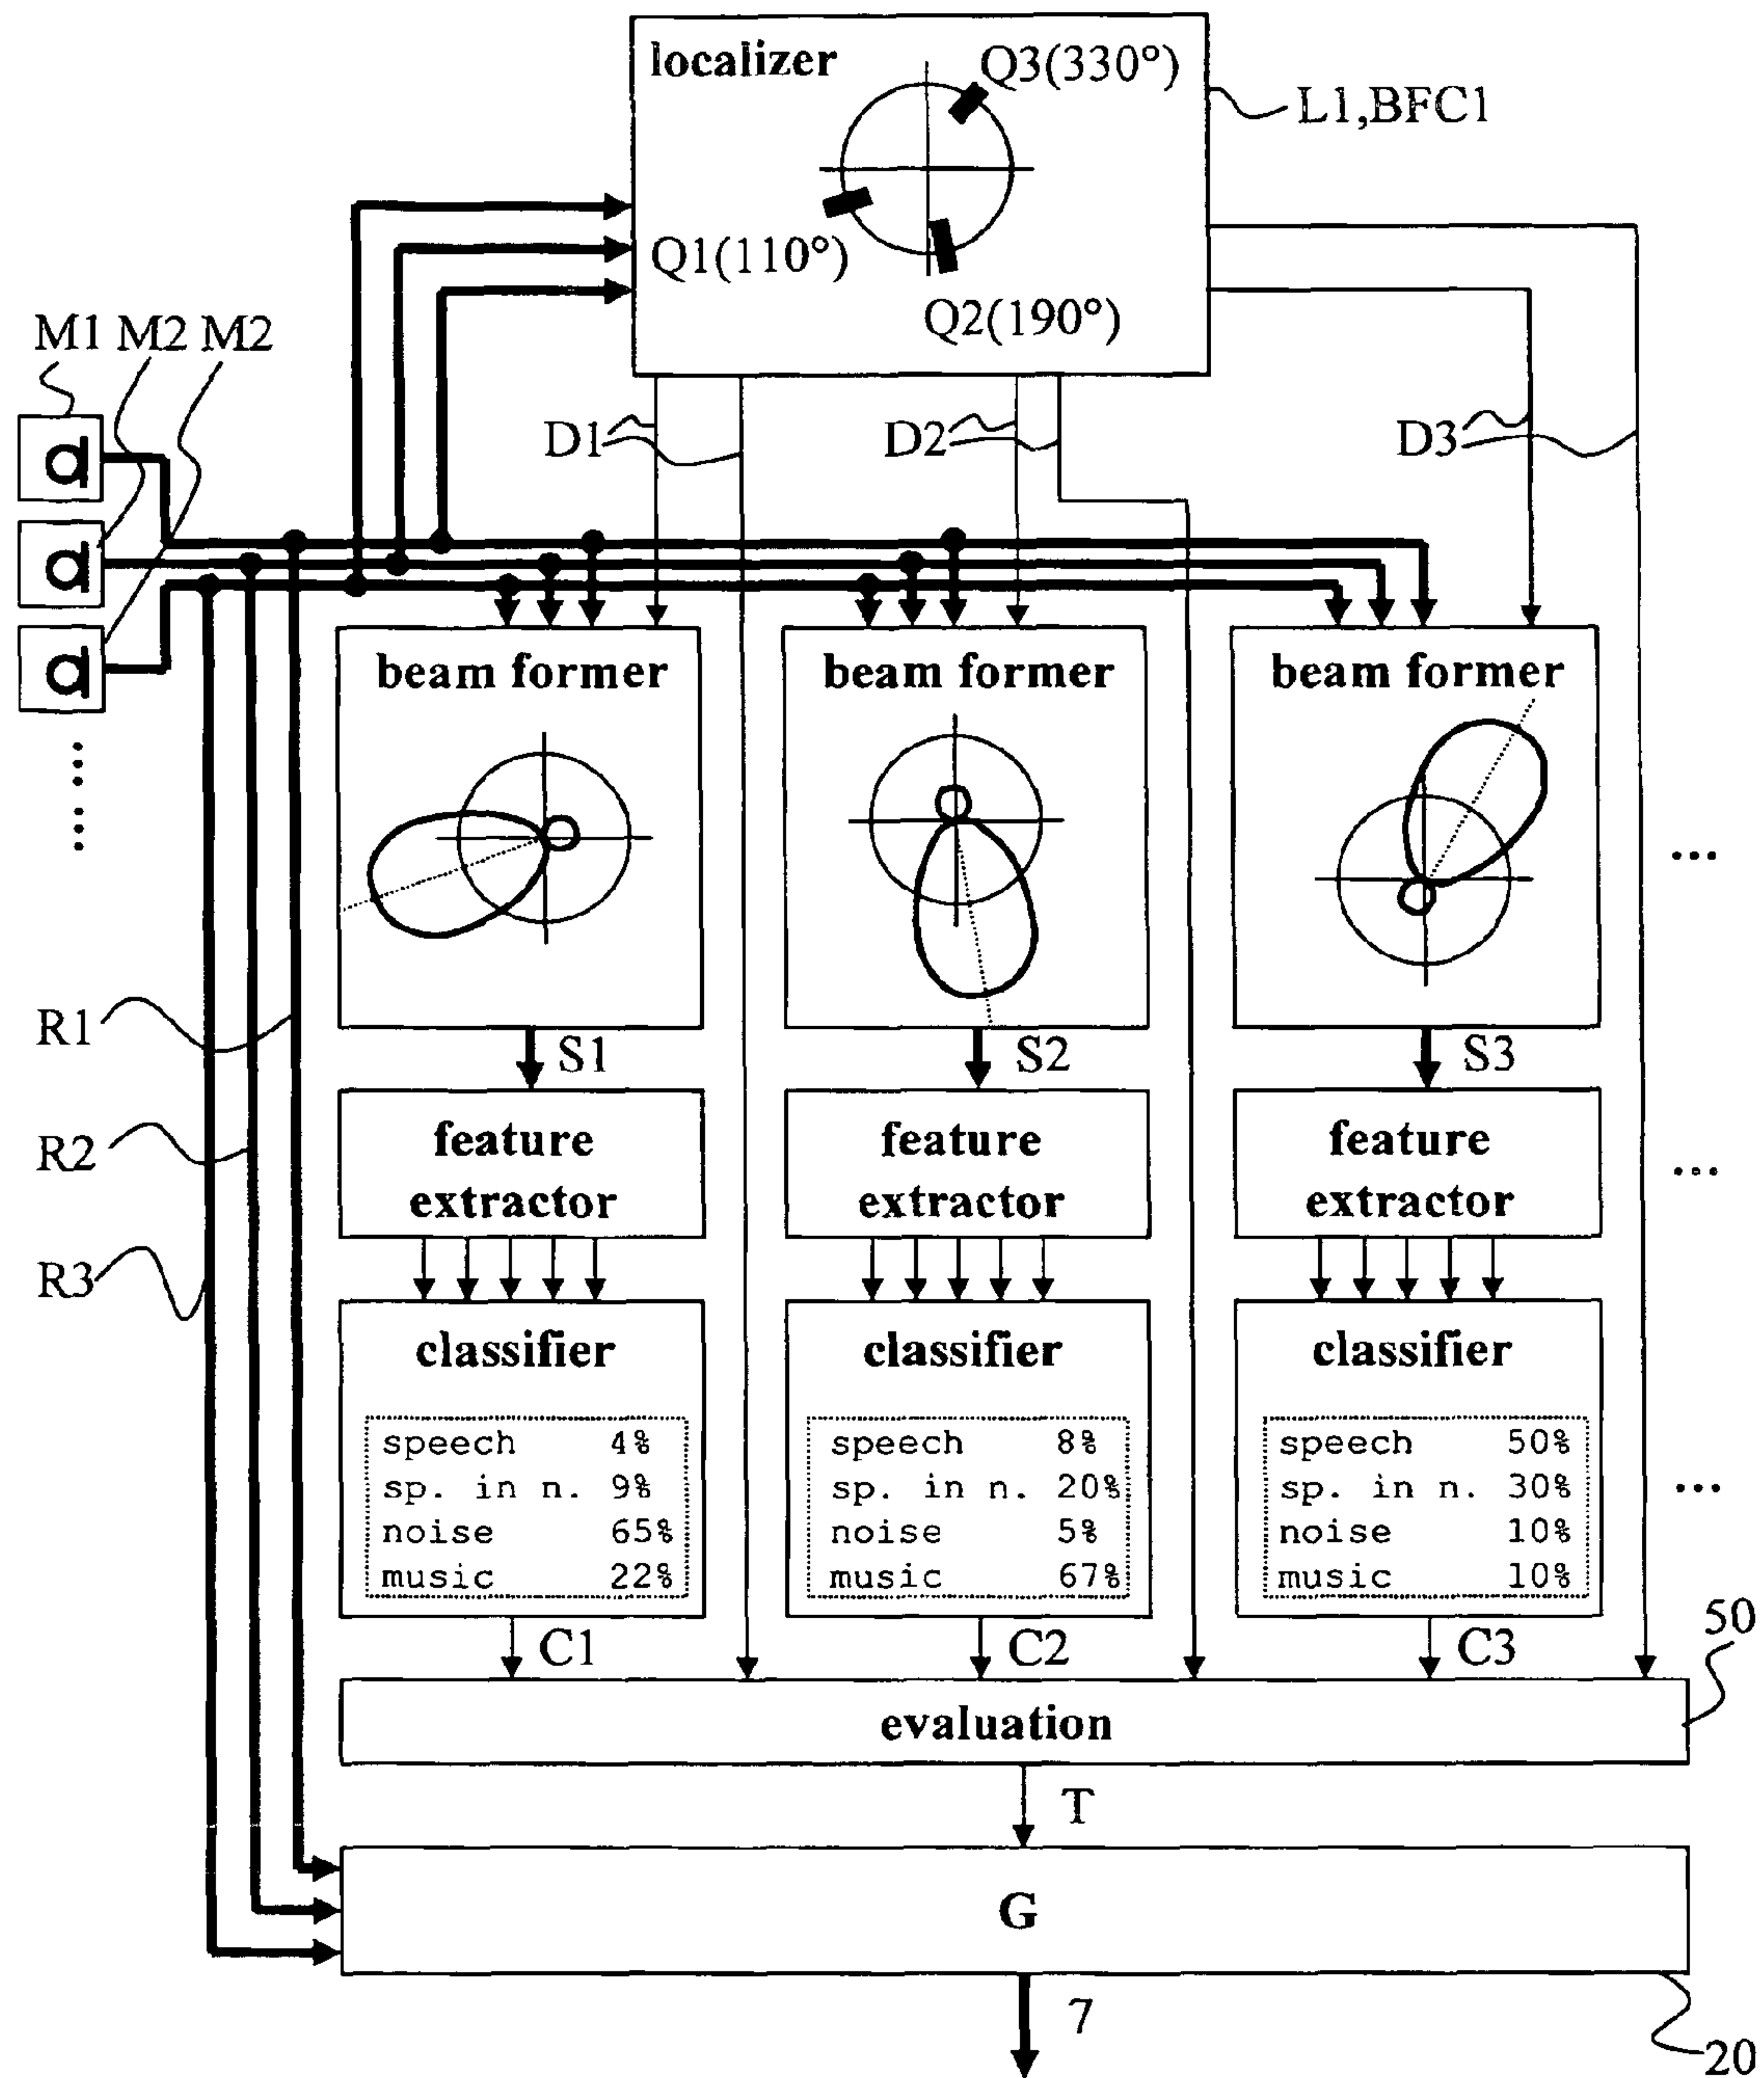 localizer
Q3(330°)
L1,BFC1
Q1(110°)
Q2(190°)
M1 M2 M2
D1
D2
D3
beam former
beam former
beam former
...
R1
S1
S2
S3
R2
feature
extractor
feature
extractor
feature
extractor
...
R3
classifier
speech 4%
sp. in n. 9%
noise 65%
music 22%
classifier
speech 8%
sp. in n. 20%
noise 5%
music 67%
classifier
speech 50%
sp. in n. 30%
noise 10%
music 10%
...
C1
C2
C3
50
evaluation
T
G
7
20